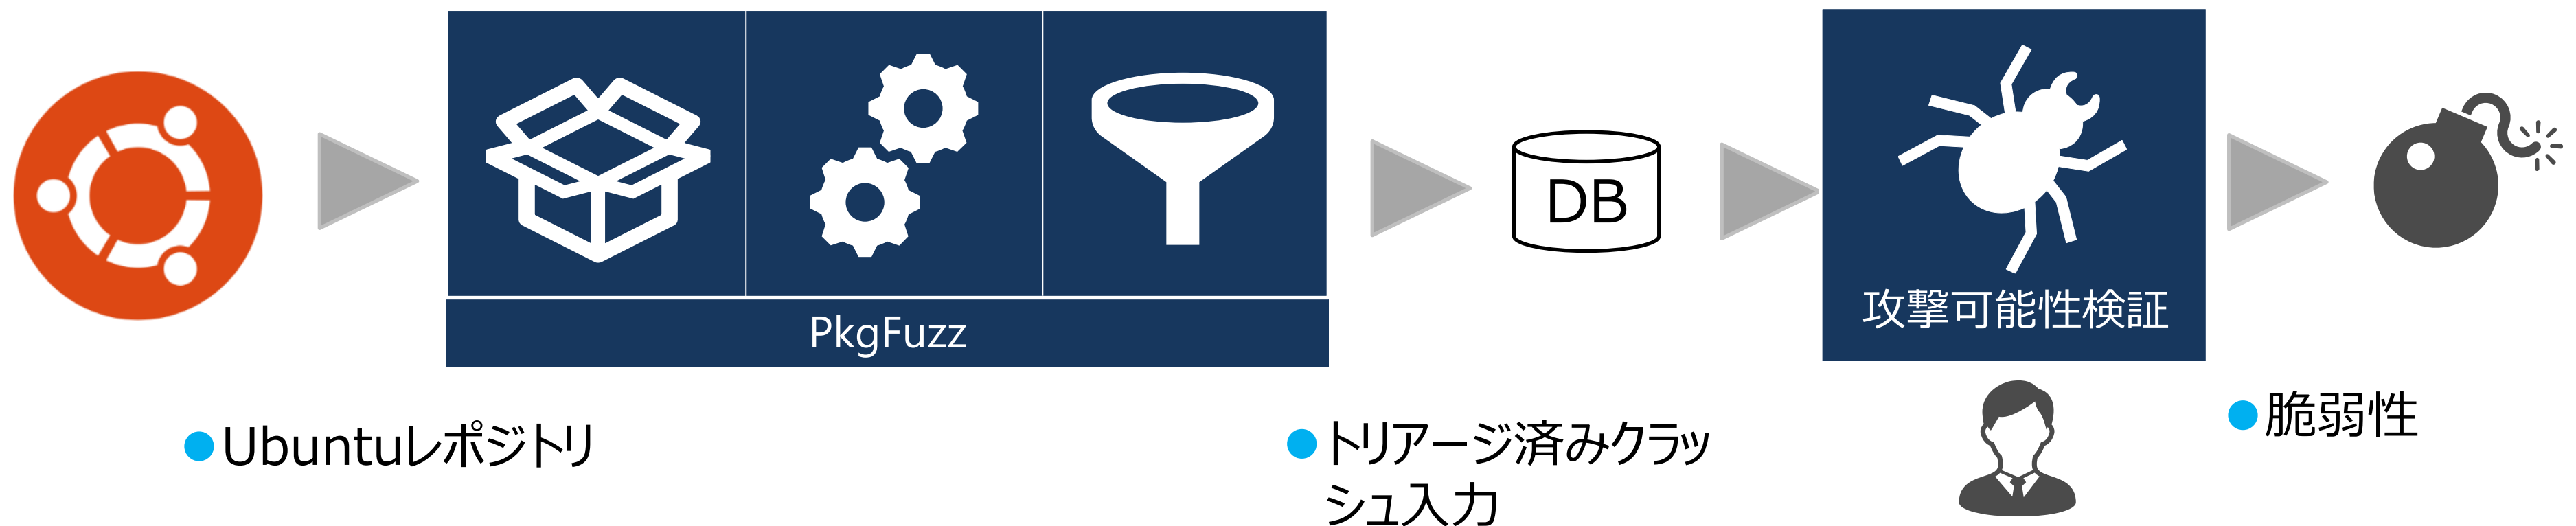 DB
攻撃可能性検証
PkgFuzz
●Ubuntuレポジトリ
●トリアージ済みクラッ
シュ入力
●脆弱性